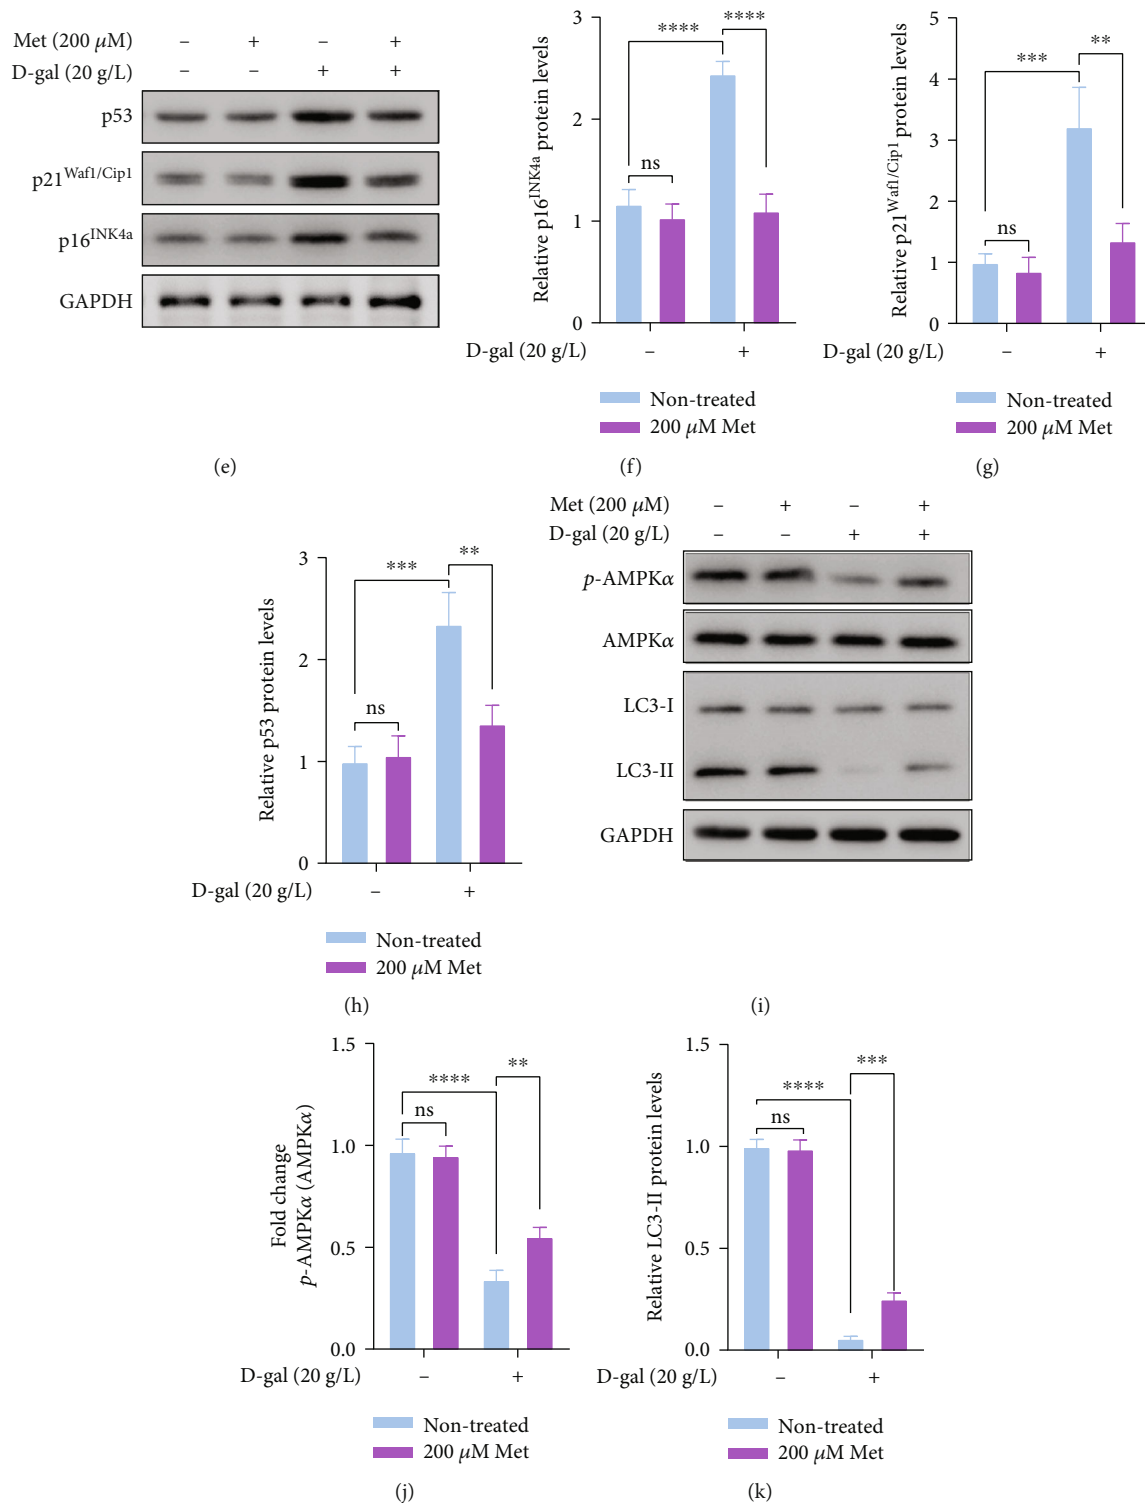 Met (200 μM) – + – +
D-gal (20 g/L) – – + +
p53
p21Waf1/Cip1
p16INK4a
GAPDH
(e)
Relative p16INK4a protein levels
3
2
1
0
**** ****
ns
D-gal (20 g/L) – +
Non-treated
200 μM Met
(f)
Relative p21Waf1/Cip1 protein levels
5
4
3
2
1
0
*** **
ns
D-gal (20 g/L) – +
Non-treated
200 μM Met
(g)
Relative p53 protein levels
3
2
1
0
*** **
ns
D-gal (20 g/L) – +
Non-treated
200 μM Met
(h)
Met (200 μM) – + – +
D-gal (20 g/L) – – + +
p-AMPKα
AMPKα
LC3-I
LC3-II
GAPDH
(i)
Fold change
p-AMPKα (AMPKα)
1.5
1.0
0.5
0.0
**** **
ns
D-gal (20 g/L) – +
Non-treated
200 μM Met
(j)
Relative LC3-II protein levels
1.5
1.0
0.5
0.0
**** ***
ns
D-gal (20 g/L) – +
Non-treated
200 μM Met
(k)